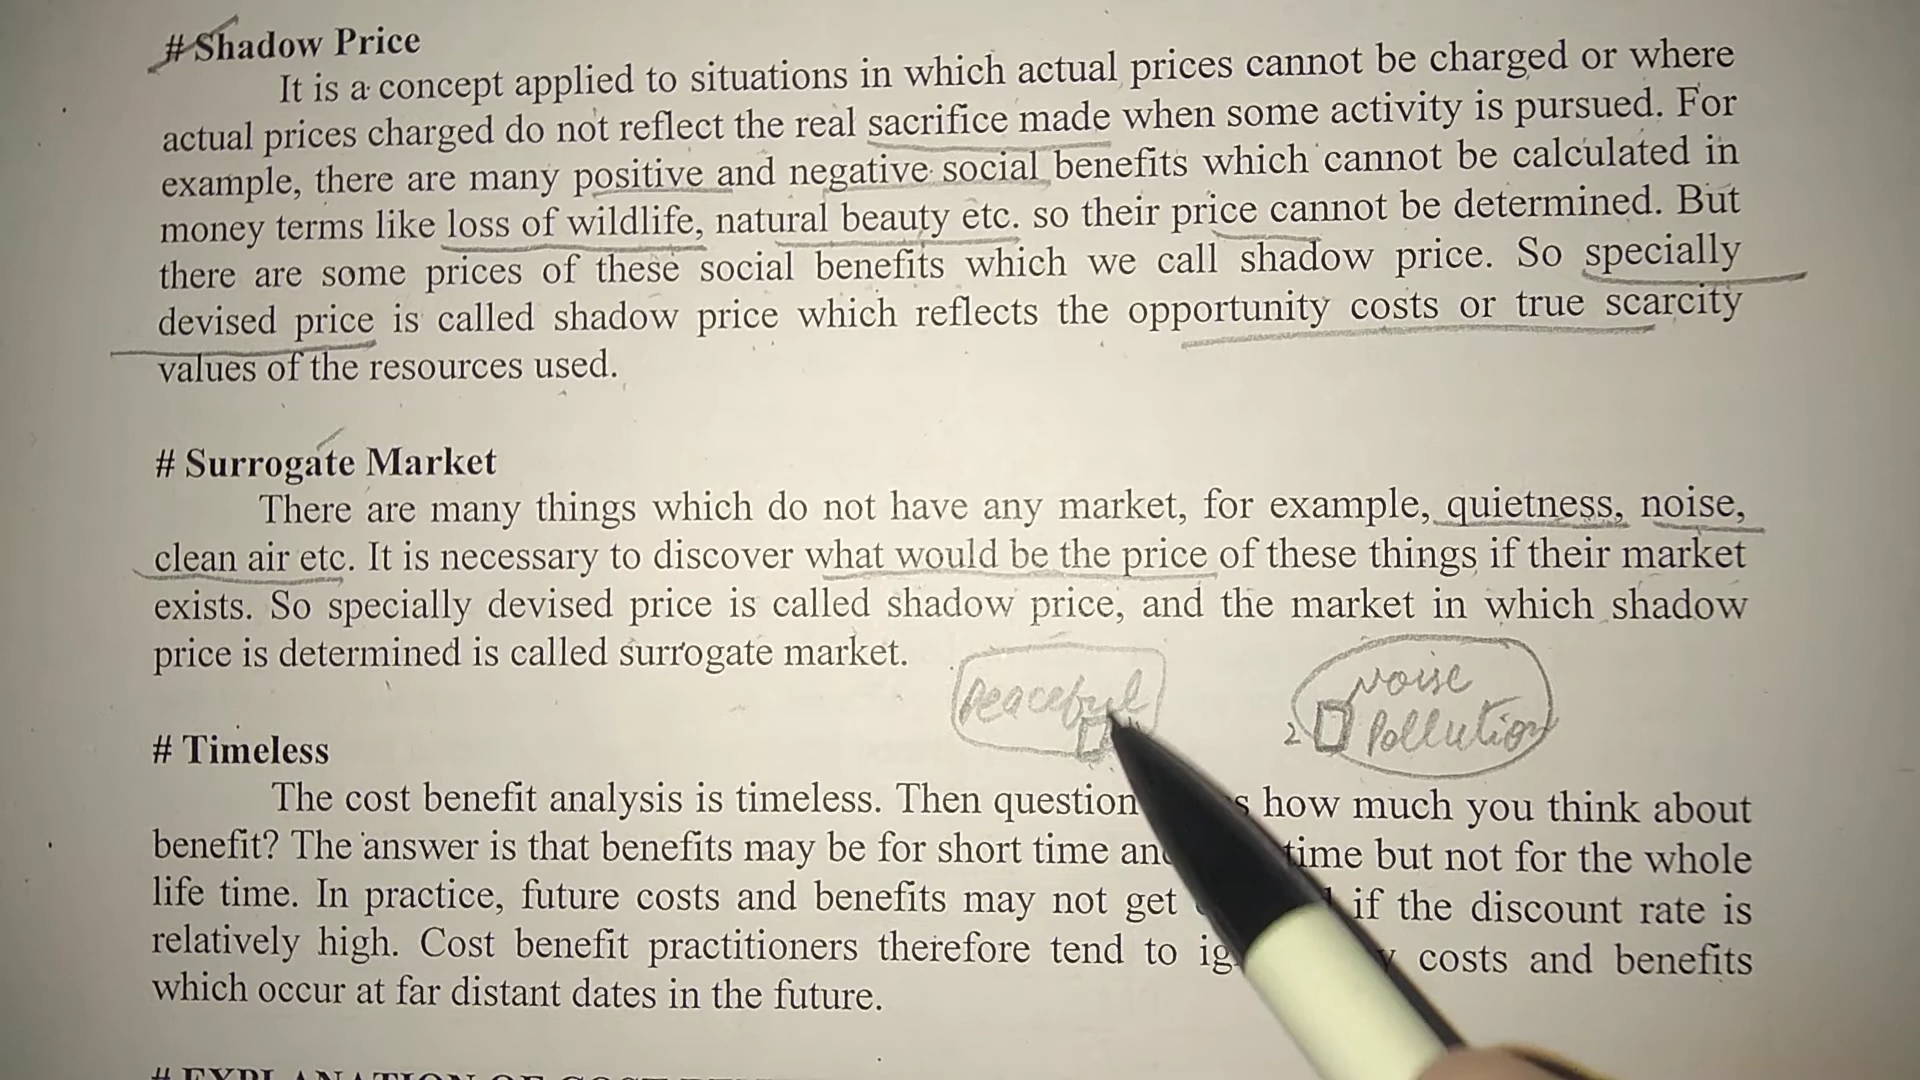 # Shadow Price
It is a concept applied to situations in which actual prices cannot be charged or where
actual prices charged do not reflect the real sacrifice made when some activity is pursued. For
example, there are many positive and negative social benefits which cannot be calculated in
money terms like loss of wildlife, natural beauty etc. so their price cannot be determined. But
there are some prices of these social benefits which we call shadow price. So specially
devised price is called shadow price which reflects the opportunity costs or true scarcity
values of the resources used.
# Surrogate Market
There are many things which do not have any market, for example, quietness, noise,
clean air etc. It is necessary to discover what would be the price of these things if their market
exists. So specially devised price is called shadow price, and the market in which shadow
price is determined is called surrogate market.
Peaceful
Noise
2 Pollution
# Timeless
The cost benefit analysis is timeless. Then question how much you think about
benefit? The answer is that benefits may be for short time time but not for the whole
life time. In practice, future costs and benefits may not get if the discount rate is
relatively high. Cost benefit practitioners therefore tend to costs and benefits
which occur at far distant dates in the future.
# EXPLANATION OF COST